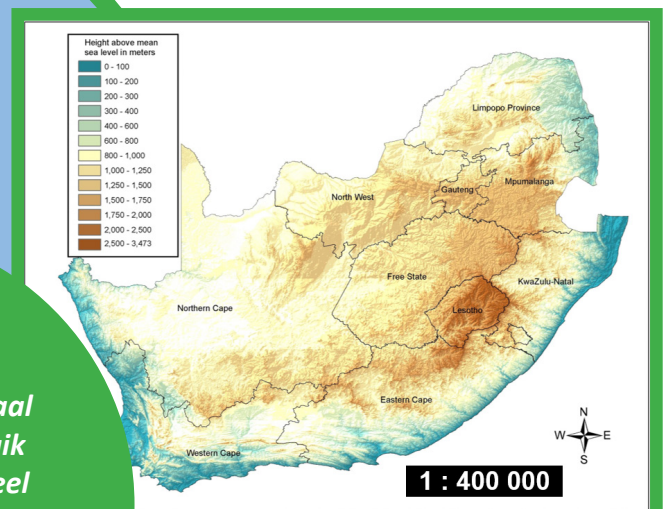 Height above mean
sea level in meters
0 - 100
100 - 200
200 - 300
300 - 400
400 - 600
600 - 800
800 - 1,000
1,000 - 1,250
1,250 - 1,500
1,500 - 1,750
1,750 - 2,000
2,000 - 2,500
2,500 - 3,473
Limpopo Province
Mpumalanga
Gauteng
North West
Free State
KwaZulu-Natal
Lesotho
Northern Cape
Eastern Cape
Western Cape
N
W E
S
1 : 400 000